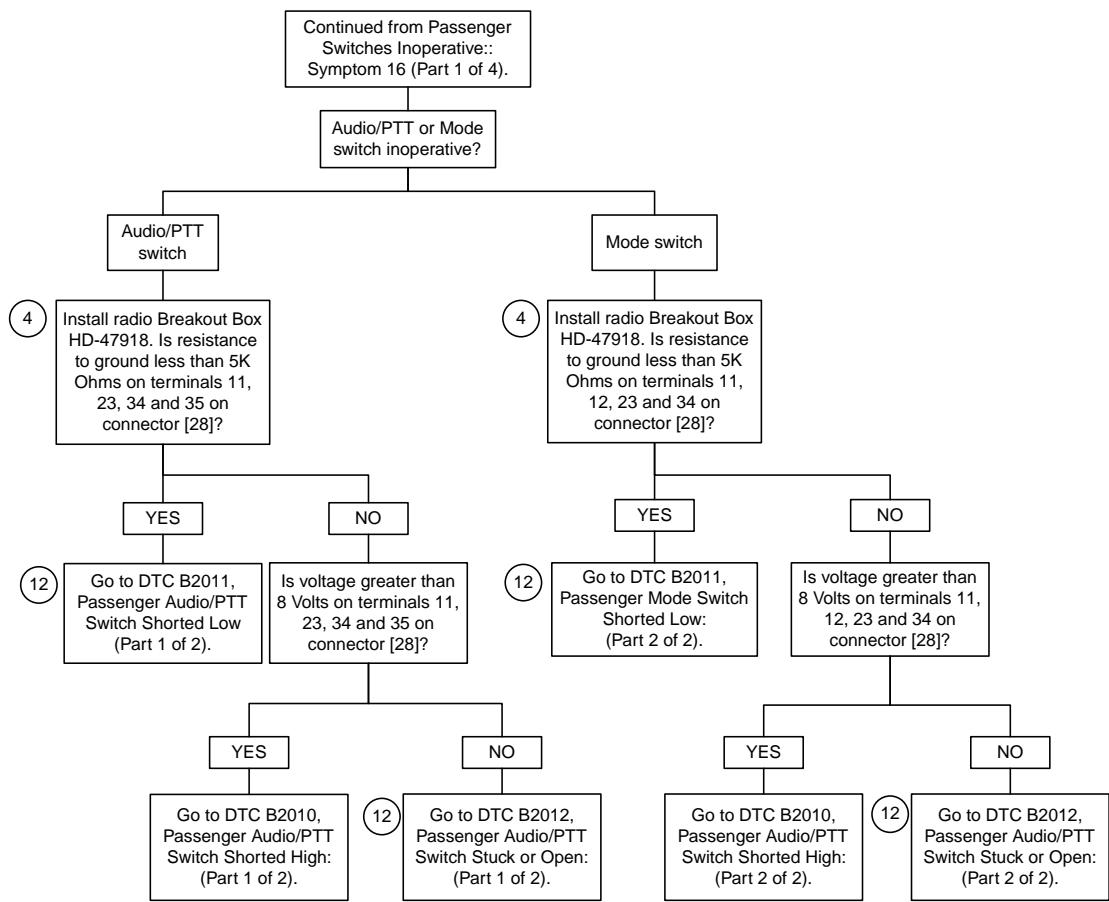 Continued from Passenger
Switches Inoperative::
Symptom 16 (Part 1 of 4).
Audio/PTT or Mode
switch inoperative?
Audio/PTT
switch
Mode switch
4
Install radio Breakout Box
HD-47918. Is resistance
to ground less than 5K
Ohms on terminals 11,
23, 34 and 35 on
connector [28]?
4
Install radio Breakout Box
HD-47918. Is resistance
to ground less than 5K
Ohms on terminals 11,
12, 23 and 34 on
connector [28]?
YES
NO
YES
NO
12
Go to DTC B2011,
Passenger Audio/PTT
Switch Shorted Low
(Part 1 of 2).
Is voltage greater than
8 Volts on terminals 11,
23, 34 and 35 on
connector [28]?
12
Go to DTC B2011,
Passenger Mode Switch
Shorted Low:
(Part 2 of 2).
Is voltage greater than
8 Volts on terminals 11,
12, 23 and 34 on
connector [28]?
YES
NO
YES
NO
Go to DTC B2010,
Passenger Audio/PTT
Switch Shorted High:
(Part 1 of 2).
12
Go to DTC B2012,
Passenger Audio/PTT
Switch Stuck or Open:
(Part 1 of 2).
Go to DTC B2010,
Passenger Audio/PTT
Switch Shorted High:
(Part 2 of 2).
12
Go to DTC B2012,
Passenger Audio/PTT
Switch Stuck or Open:
(Part 2 of 2).